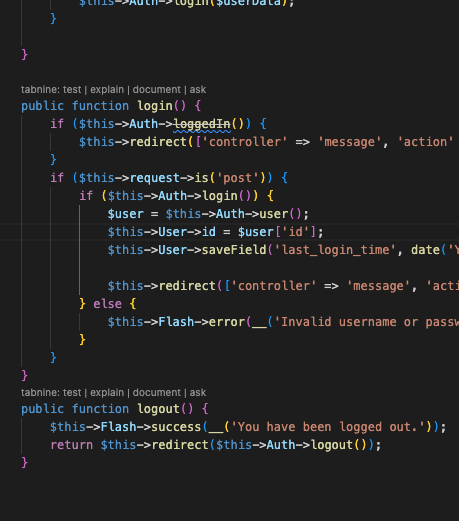 $this->Auth->login($userData);
}
}
tabnine: test | explain | document | ask
public function login() {
if ($this->Auth->loggedIn()) {
$this->redirect(['controller' => 'message', 'action'
}
if ($this->request->is('post')) {
if ($this->Auth->login()) {
$user = $this->Auth->user();
$this->User->id = $user['id'];
$this->User->saveField('last_login_time', date('Y
$this->redirect(['controller' => 'message', 'acti
} else {
$this->Flash->error(__('Invalid username or passw
}
}
}
tabnine: test | explain | document | ask
public function logout() {
$this->Flash->success(__('You have been logged out.'));
return $this->redirect($this->Auth->logout());
}